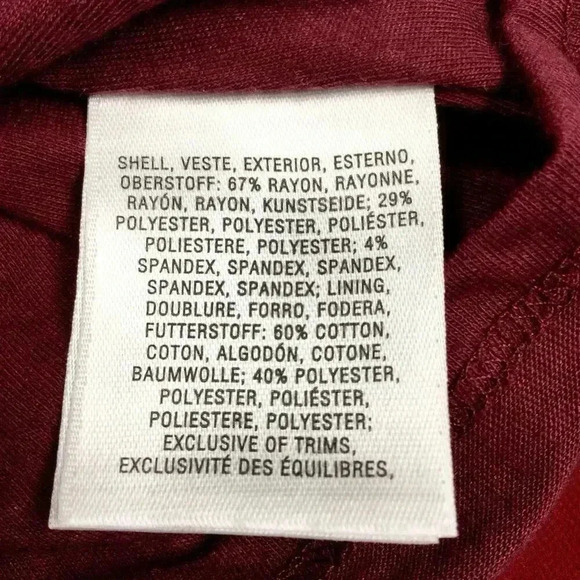 SHELL, VESTE, EXTERIOR, ESTERNO,
OBERSTOFF: 67% RAYON, RAYONNE,
RAYÓN, RAYON, KUNSTSEIDE; 29%
POLYESTER, POLYESTER, POLIÉSTER,
POLIESTERE, POLYESTER; 4%
SPANDEX, SPANDEX, SPANDEX,
SPANDEX, SPANDEX; LINING,
DOUBLURE, FORRO, FODERA,
FUTTERSTOFF: 60% COTTON,
COTON, ALGODÓN, COTONE,
BAUMWOLLE; 40% POLYESTER,
POLYESTER, POLIÉSTER,
POLIESTERE, POLYESTER;
EXCLUSIVE OF TRIMS,
EXCLUSIVITÉ DES ÉQUILIBRES,